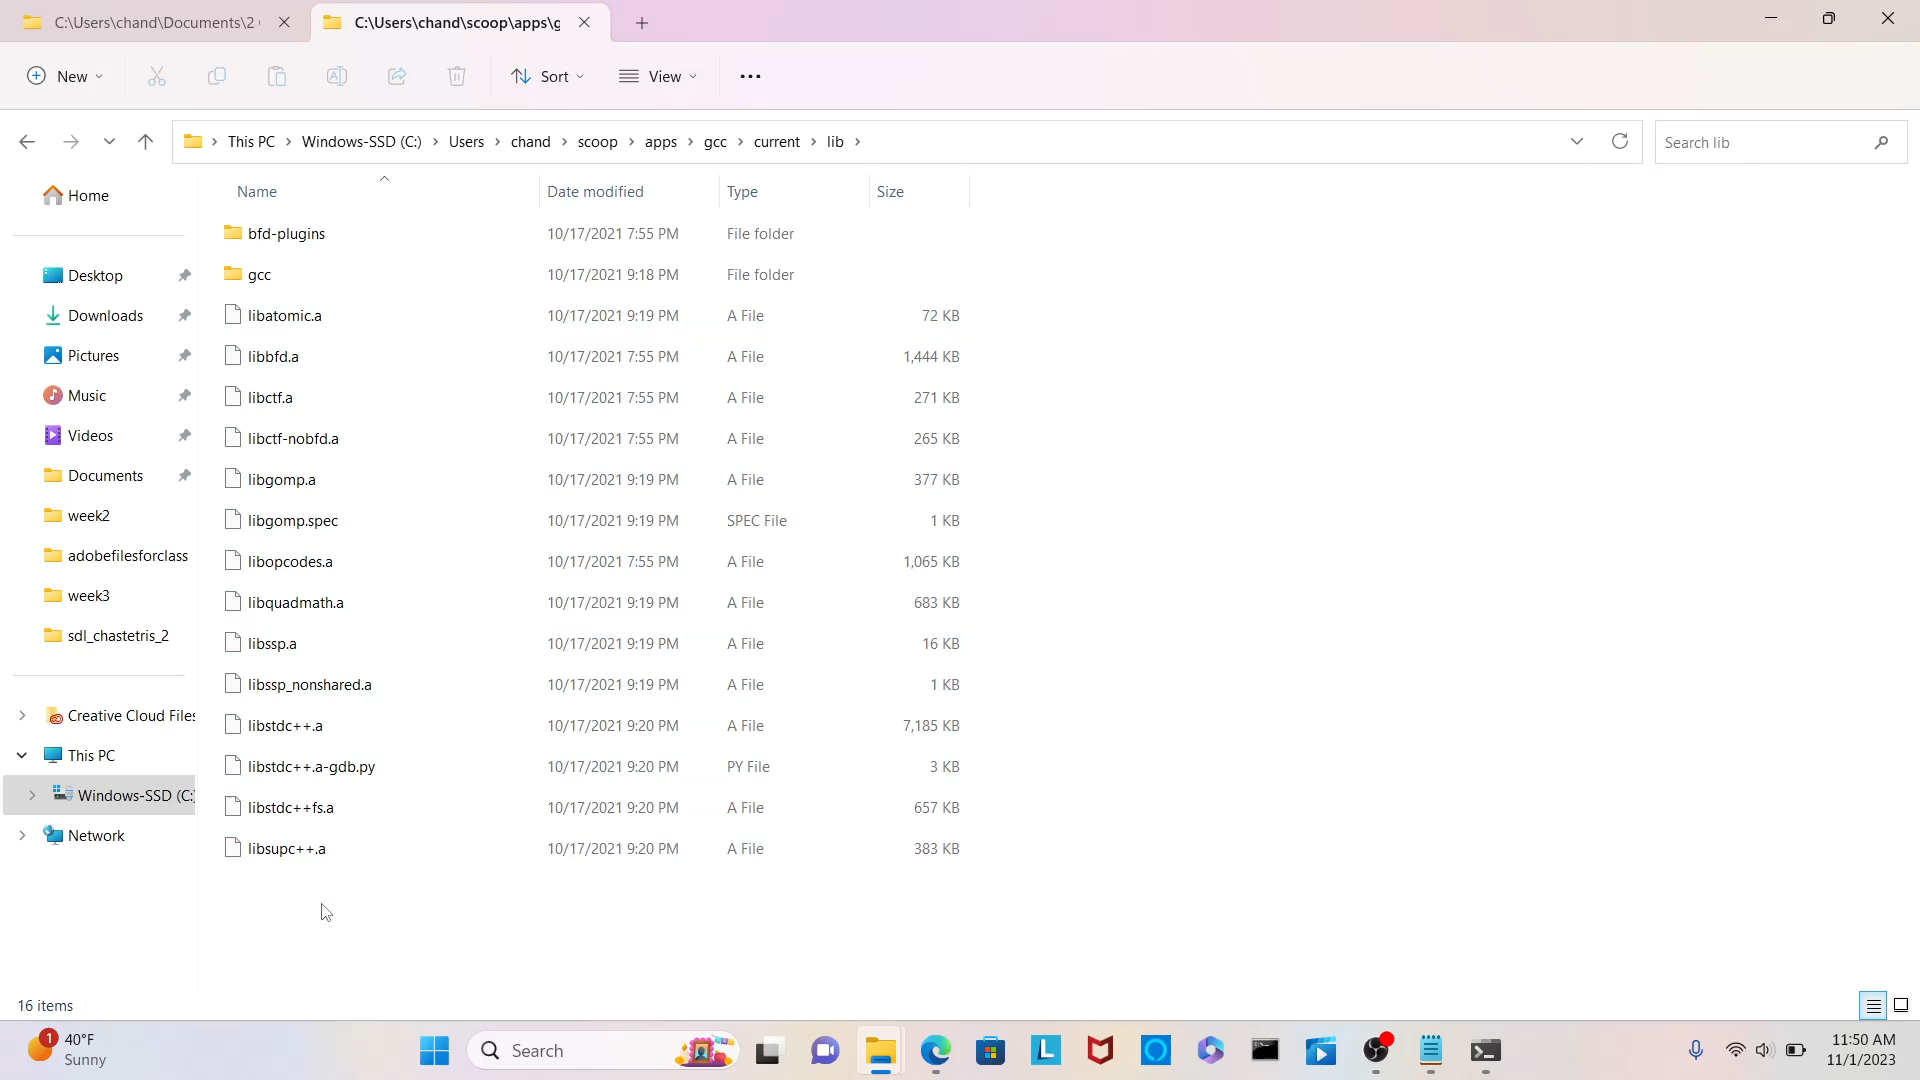 C:\Users\chand\Documents\2
C:\Users\chand\scoop\apps\g
New
Sort
View
This PC > Windows-SSD (C:) > Users > chand > scoop > apps > gcc > current > lib >
Search lib
Name Date modified Type Size
Home
Desktop
Downloads
Pictures
Music
Videos
Documents
week2
adobefilesforclass
week3
sdl_chastetris_2
Creative Cloud Files
This PC
Windows-SSD (C:)
Network
bfd-plugins 10/17/2021 7:55 PM File folder
gcc 10/17/2021 9:18 PM File folder
libatomic.a 10/17/2021 9:19 PM A File 72 KB
libbfd.a 10/17/2021 7:55 PM A File 1,444 KB
libctf.a 10/17/2021 7:55 PM A File 271 KB
libctf-nobfd.a 10/17/2021 7:55 PM A File 265 KB
libgomp.a 10/17/2021 9:19 PM A File 377 KB
libgomp.spec 10/17/2021 9:19 PM SPEC File 1 KB
libopcodes.a 10/17/2021 7:55 PM A File 1,065 KB
libquadmath.a 10/17/2021 9:19 PM A File 683 KB
libssp.a 10/17/2021 9:19 PM A File 16 KB
libssp_nonshared.a 10/17/2021 9:19 PM A File 1 KB
libstdc++.a 10/17/2021 9:20 PM A File 7,185 KB
libstdc++.a-gdb.py 10/17/2021 9:20 PM PY File 3 KB
libstdc++fs.a 10/17/2021 9:20 PM A File 657 KB
libsupc++.a 10/17/2021 9:20 PM A File 383 KB
16 items
1
40°F
Sunny
Search
L
11:50 AM
11/1/2023